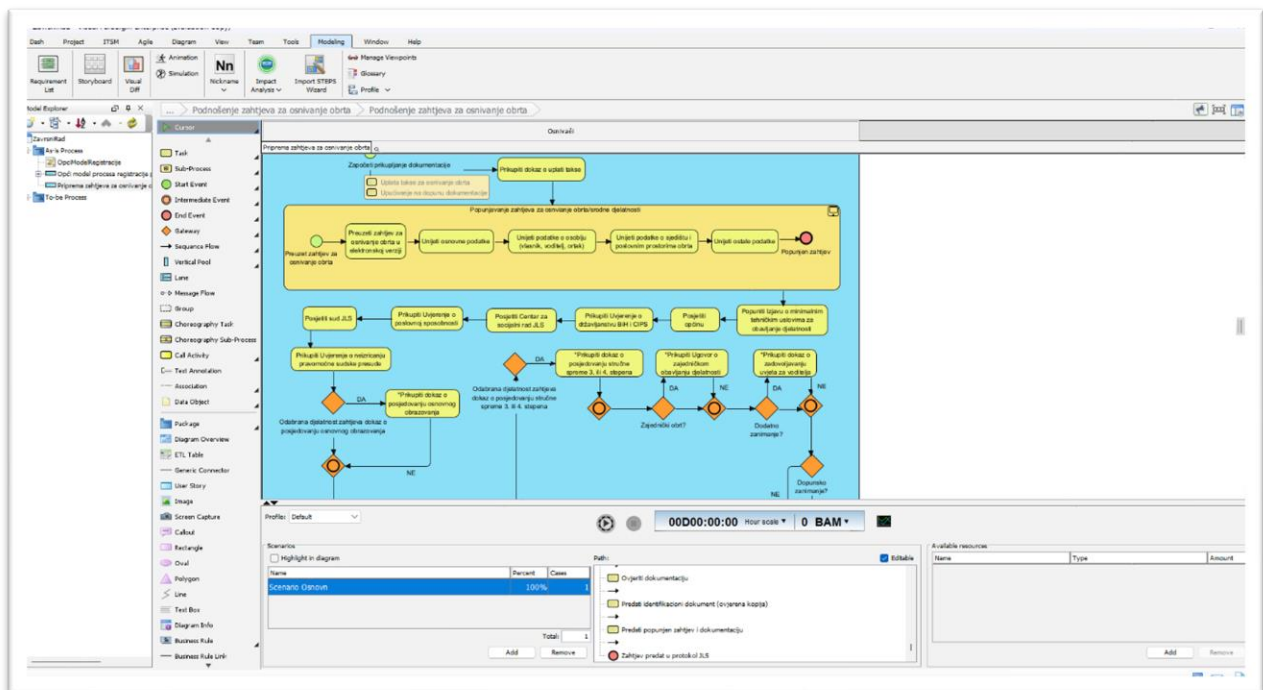 Dash Project ITSM Agile Diagram View Team Tools Modeling Window Help
Requirement List
Storyboard
Visual Diff
Animation
Simulation
Nn
Nickname
Impact Analysis
Import STEPS Wizard
Manage Viewpoints
Glossary
Profile
Model Explorer
ZavrsniRad
As-is Process
OpciModelRegistracije
Opći model procesa registracije
Priprema zahtjeva za osnivanje o
To-be Process
... Podnošenje zahtjeva za osnivanje obrta Podnošenje zahtjeva za osnivanje obrta
Cursor
Task
Sub-Process
Start Event
Intermediate Event
End Event
Gateway
Sequence Flow
Vertical Pool
Lane
Message Flow
Group
Choreography Task
Choreography Sub-Process
Call Activity
Text Annotation
Association
Data Object
Package
Diagram Overview
ETL Table
Generic Connector
User Story
Image
Screen Capture
Callout
Rectangle
Oval
Polygon
Line
Text Box
Diagram Info
Business Rule
Business Rule Link
Osnivači
Priprema zahtjeva za osnivanje obrta
Započeti prikupljanje dokumentacije
Uplata takse za osnivanje obrta
Upućivanje na dopunu dokumentacije
Prikupiti dokaz o uplati takse
Popunjavanje zahtjeva za osnivanje obrta/srodne djelatnosti
Preuzet zahtjev za
osnivanje obrta
Preuzeti zahtjev za
osnivanje obrta u
elektronskoj verziji
Unijeti osnovne podatke
Unijeti podatke o osoblju
(vlasnik, voditelj, ortak)
Unijeti podatke o sjedištu i
poslovnim prostorima obrta
Unijeti ostale podatke
Popunjen zahtjev
Posjetiti sud JLS
Prikupiti Uvjerenje o
poslovnoj sposobnosti
Posjetiti Centar za
socijalni rad JLS
Prikupiti Uvjerenje o
državljanstvu BIH i CIPS
Posjetiti
općinu
Popuniti Izjavu o minimalnim
tehničkim uslovima za
obavljanje djelatnosti
Prikupiti Uvjerenje o neizricanju
pravomoćne sudske presude
DA
*Prikupiti dokaz o
posjedovanju osnovnog
obrazovanja
Odabrana djelatnost zahtjeva dokaz o
posjedovanju osnovnog obrazovanja
NE
Odabrana djelatnost zahtjeva
dokaz o posjedovanju stručne
spreme 3. ili 4. stepena
DA
*Prikupiti dokaz o
posjedovanju stručne
spreme 3. ili 4. stepena
*Prikupiti Ugovor o
zajedničkom
obavljanju djelatnosti
DA
NE
Zajednički obrt?
*Prikupiti dokaz o
zadovoljavanju
uvjeta za voditelja
DA
NE
Dodatno
zanimanje?
Dopunsko
zanimanje?
NE
Profile: Default
00D00:00:00 Hour scale 0 BAM
Scenarios
Highlight in diagram
Name Percent Cases
Scenario Osnovn 100% 1
Total: 1
Add Remove
Path:
Editable
Ovjeriti dokumentaciju
Predati identifikacioni dokument (ovjerena kopija)
Predati popunjen zahtjev i dokumentaciju
Zahtjev predat u protokol JLS
Available resources
Name Type Amount
Add Remove